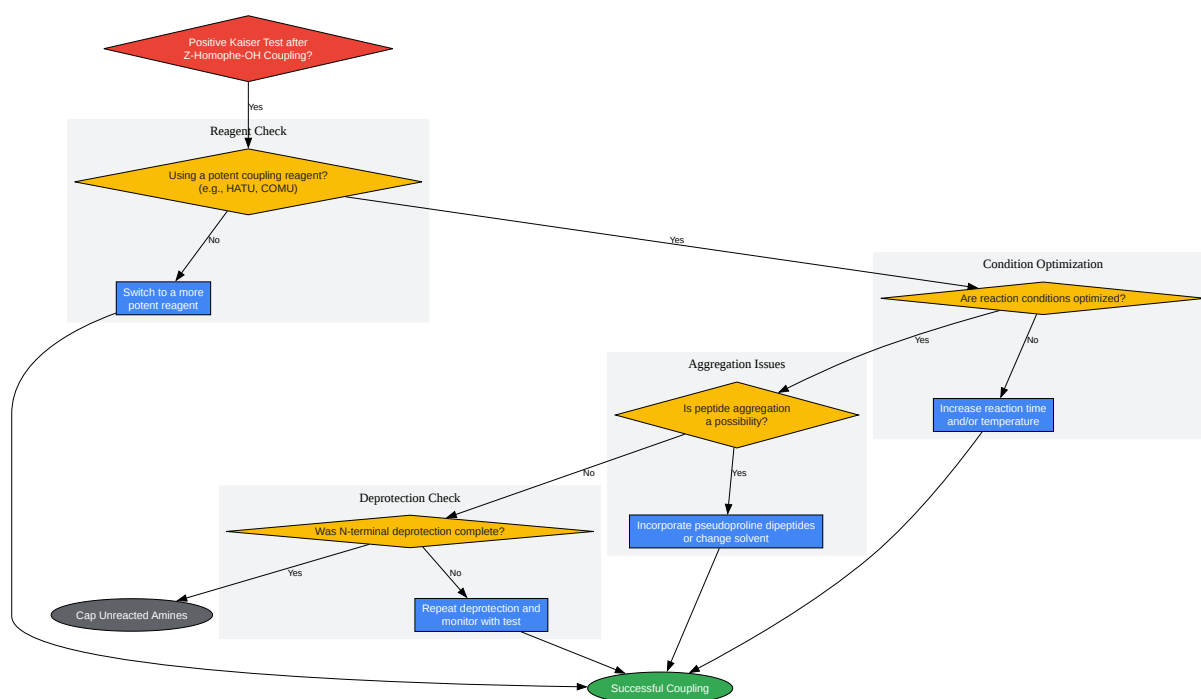 Positive Kaiser Test after
Z-Homophe-OH Coupling?
Yes
Reagent Check
Using a potent coupling reagent?
(e.g., HATU, COMU)
No
Yes
Switch to a more
potent reagent
Condition Optimization
Are reaction conditions optimized?
Yes
No
Increase reaction time
and/or temperature
Aggregation Issues
Is peptide aggregation
a possibility?
No
Yes
Incorporate pseudoproline dipeptides
or change solvent
Deprotection Check
Was N-terminal deprotection complete?
Yes
No
Cap Unreacted Amines
Repeat deprotection and
monitor with test
Successful Coupling